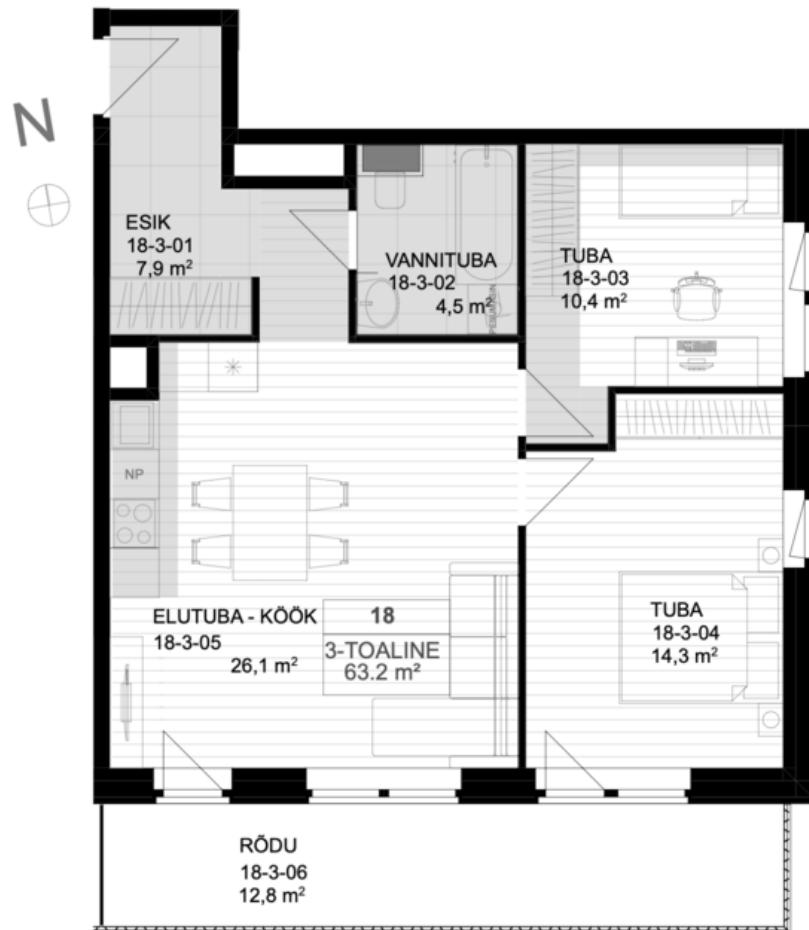 N
ESIK
18-3-01
7,9 m²
VANNITUBA
18-3-02
4,5 m²
PESUMASIN
TUBA
18-3-03
10,4 m²
NP
ELUTUBA - KÖÖK
18-3-05
26,1 m²
18
3-TOALINE
63.2 m²
TUBA
18-3-04
14,3 m²
RÕDU
18-3-06
12,8 m²